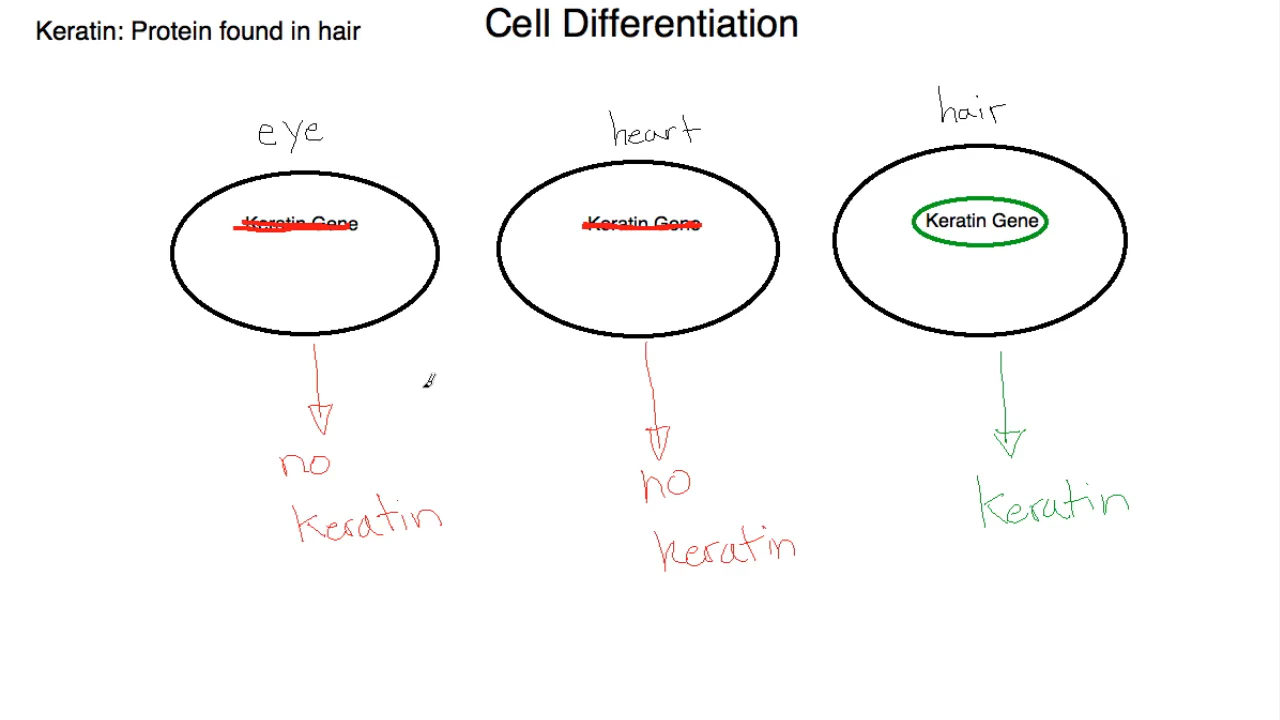 Keratin: Protein found in hair
Cell Differentiation
eye
heart
hair
Keratin Gene
Keratin Gene
Keratin Gene
no
keratin
no
keratin
keratin